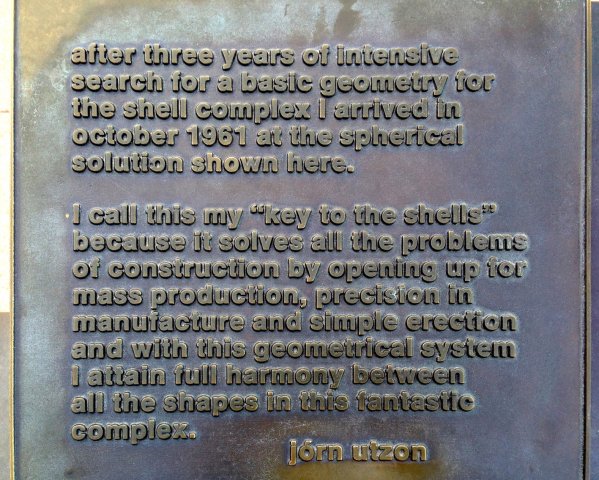 after three years of intensive
search for a basic geometry for
the shell complex I arrived in
october 1961 at the spherical
solution shown here.
I call this my “key to the shells”
because it solves all the problems
of construction by opening up for
mass production, precision in
manufacture and simple erection
and with this geometrical system
I attain full harmony between
all the shapes in this fantastic
complex.
jórn utzon